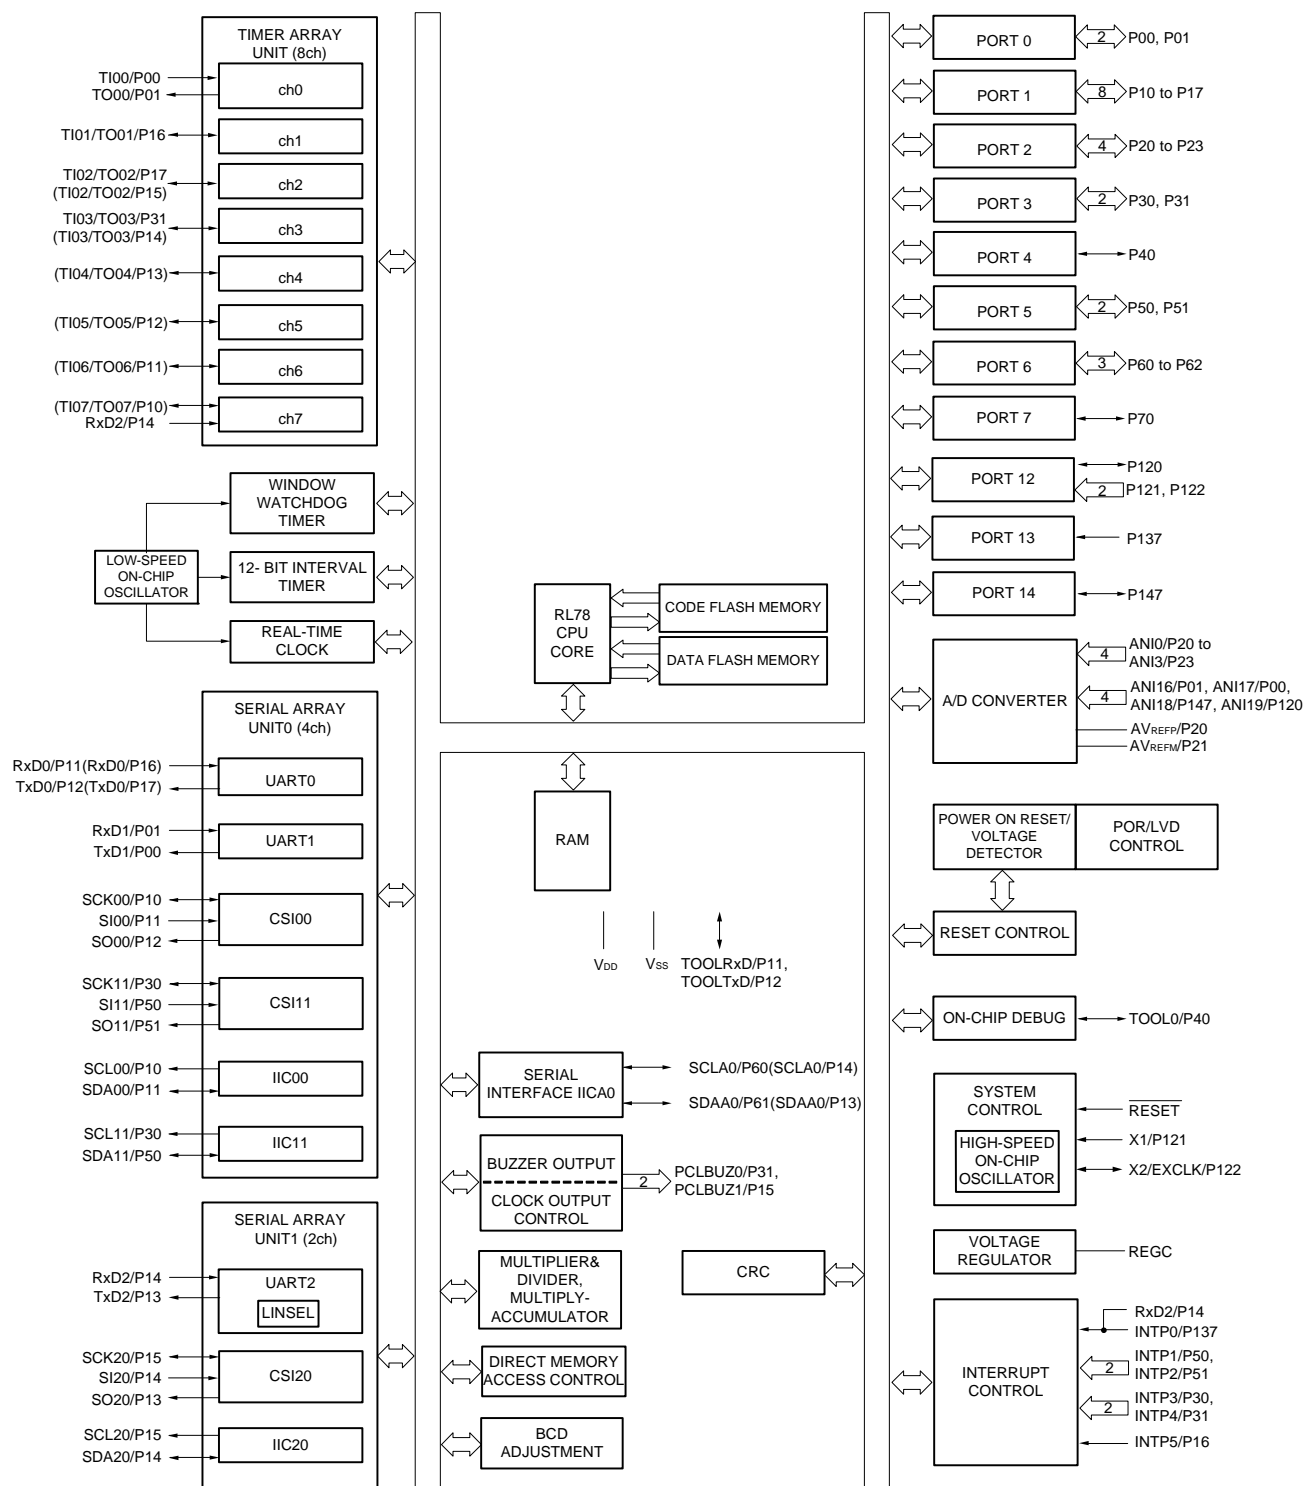 TIMER ARRAY
UNIT (8ch)
TI00/P00
TO00/P01
ch0
TI01/TO01/P16
ch1
TI02/TO02/P17
(TI02/TO02/P15)
ch2
TI03/TO03/P31
(TI03/TO03/P14)
ch3
(TI04/TO04/P13)
ch4
(TI05/TO05/P12)
ch5
(TI06/TO06/P11)
ch6
(TI07/TO07/P10)
RxD2/P14
ch7
WINDOW
WATCHDOG
TIMER
LOW-SPEED
ON-CHIP
OSCILLATOR
12- BIT INTERVAL
TIMER
REAL-TIME
CLOCK
SERIAL ARRAY
UNIT0 (4ch)
RxD0/P11(RxD0/P16)
TxD0/P12(TxD0/P17)
UART0
RxD1/P01
TxD1/P00
UART1
SCK00/P10
SI00/P11
SO00/P12
CSI00
SCK11/P30
SI11/P50
SO11/P51
CSI11
SCL00/P10
SDA00/P11
IIC00
SCL11/P30
SDA11/P50
IIC11
SERIAL ARRAY
UNIT1 (2ch)
RxD2/P14
TxD2/P13
UART2
LINSEL
SCK20/P15
SI20/P14
SO20/P13
CSI20
SCL20/P15
SDA20/P14
IIC20
RL78
CPU
CORE
CODE FLASH MEMORY
DATA FLASH MEMORY
RAM
VDD
VSS
TOOLRxD/P11,
TOOLTxD/P12
SERIAL
INTERFACE IICA0
SCLA0/P60(SCLA0/P14)
SDAA0/P61(SDAA0/P13)
BUZZER OUTPUT
CLOCK OUTPUT
CONTROL
2
PCLBUZ0/P31,
PCLBUZ1/P15
MULTIPLIER&
DIVIDER,
MULTIPLY-
ACCUMULATOR
CRC
DIRECT MEMORY
ACCESS CONTROL
BCD
ADJUSTMENT
PORT 0
2
P00, P01
PORT 1
8
P10 to P17
PORT 2
4
P20 to P23
PORT 3
2
P30, P31
PORT 4
P40
PORT 5
2
P50, P51
PORT 6
3
P60 to P62
PORT 7
P70
PORT 12
P120
2
P121, P122
PORT 13
P137
PORT 14
P147
A/D CONVERTER
4
ANI0/P20 to
ANI3/P23
4
ANI16/P01, ANI17/P00,
ANI18/P147, ANI19/P120
AVREFP/P20
AVREFM/P21
POWER ON RESET/
VOLTAGE
DETECTOR
POR/LVD
CONTROL
RESET CONTROL
ON-CHIP DEBUG
TOOL0/P40
SYSTEM
CONTROL
HIGH-SPEED
ON-CHIP
OSCILLATOR
RESET
X1/P121
X2/EXCLK/P122
VOLTAGE
REGULATOR
REGC
INTERRUPT
CONTROL
RxD2/P14
INTP0/P137
2
INTP1/P50,
INTP2/P51
2
INTP3/P30,
INTP4/P31
INTP5/P16